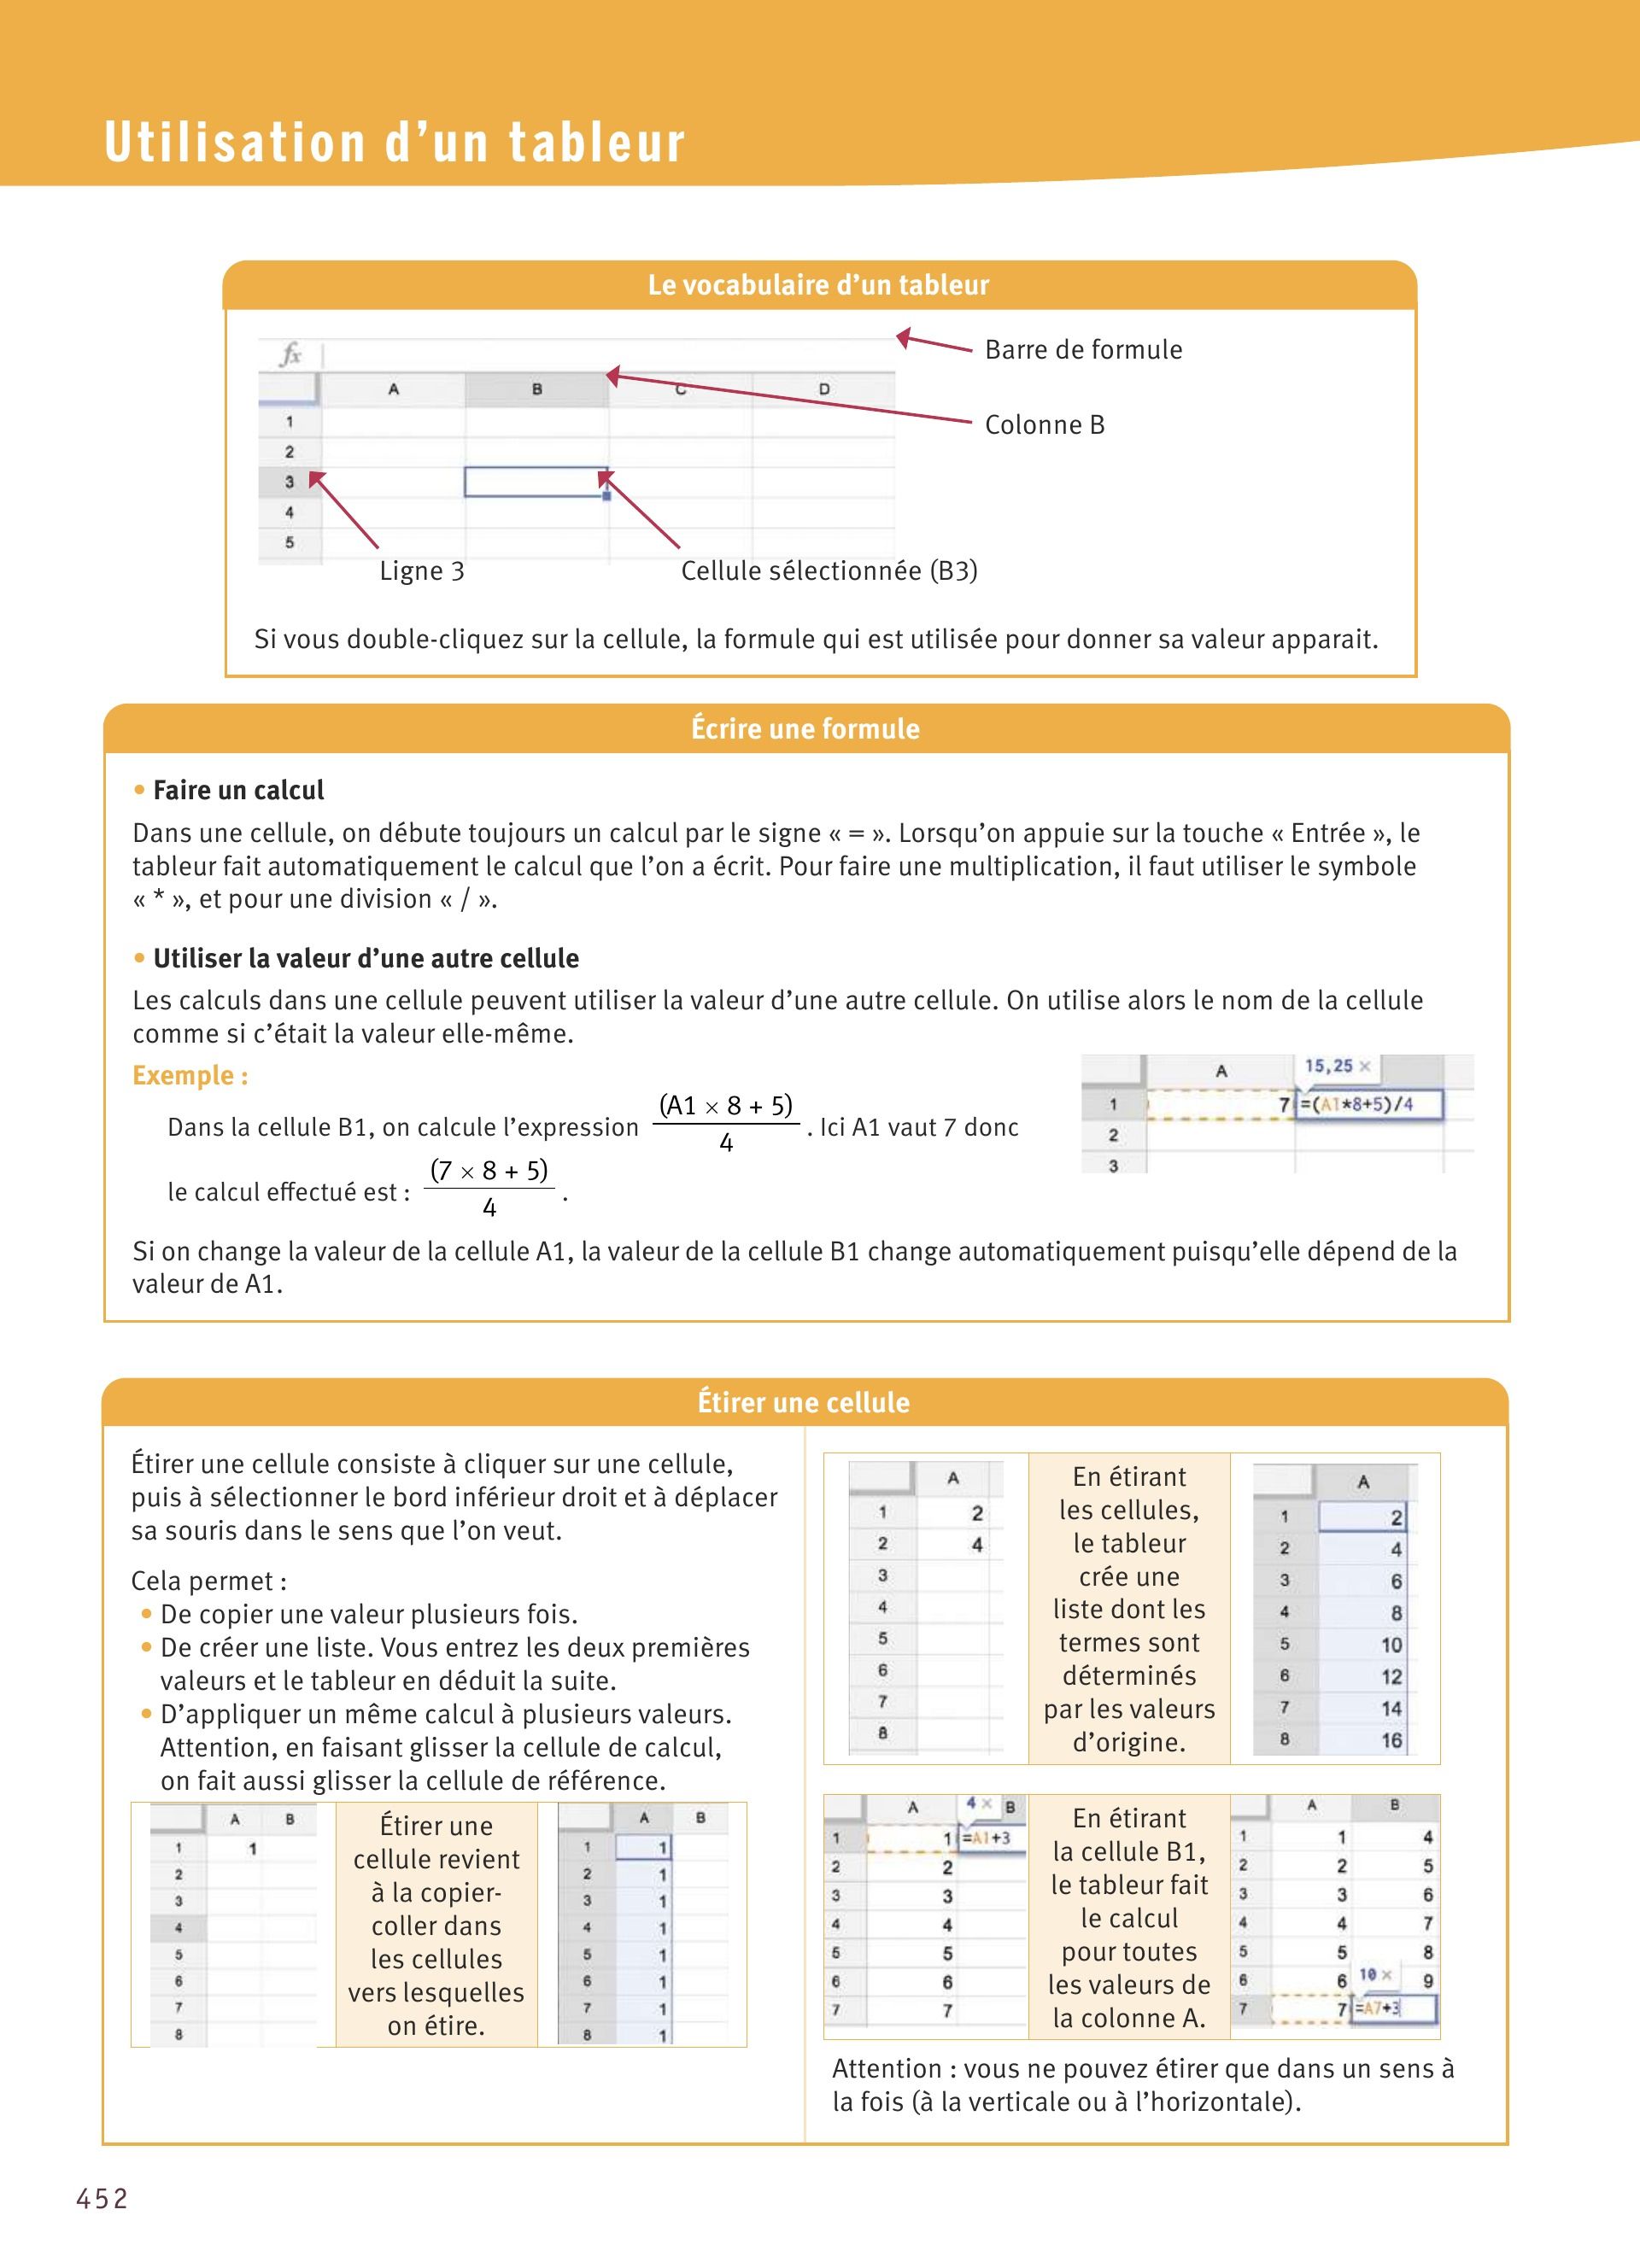 Utilisation d’un tableur
Le vocabulaire d’un tableur
fx
A B C D
1
2
3
4
5
Barre de formule
Colonne B
Ligne 3
Cellule sélectionnée (B3)
Si vous double-cliquez sur la cellule, la formule qui est utilisée pour donner sa valeur apparait.
Écrire une formule
• Faire un calcul
Dans une cellule, on débute toujours un calcul par le signe « = ». Lorsqu’on appuie sur la touche « Entrée », le
tableur fait automatiquement le calcul que l’on a écrit. Pour faire une multiplication, il faut utiliser le symbole
« * », et pour une division « / ».
• Utiliser la valeur d’une autre cellule
Les calculs dans une cellule peuvent utiliser la valeur d’une autre cellule. On utilise alors le nom de la cellule
comme si c’était la valeur elle-même.
Exemple :
Dans la cellule B1, on calcule l’expression (A1 × 8 + 5) / 4 . Ici A1 vaut 7 donc
le calcul effectué est : (7 × 8 + 5) / 4 .
A 15,25 ×
1 7 =(A1*8+5)/4
2
3
Si on change la valeur de la cellule A1, la valeur de la cellule B1 change automatiquement puisqu’elle dépend de la
valeur de A1.
Étirer une cellule
Étirer une cellule consiste à cliquer sur une cellule,
puis à sélectionner le bord inférieur droit et à déplacer
sa souris dans le sens que l’on veut.
Cela permet :
• De copier une valeur plusieurs fois.
• De créer une liste. Vous entrez les deux premières
valeurs et le tableur en déduit la suite.
• D’appliquer un même calcul à plusieurs valeurs.
Attention, en faisant glisser la cellule de calcul,
on fait aussi glisser la cellule de référence.
A B
1 1
2
3
4
5
6
7
8
Étirer une
cellule revient
à la copier-
coller dans
les cellules
vers lesquelles
on étire.
A B
1 1
2 1
3 1
4 1
5 1
6 1
7 1
8 1
A
1 2
2 4
3
4
5
6
7
8
En étirant
les cellules,
le tableur
crée une
liste dont les
termes sont
déterminés
par les valeurs
d’origine.
A
1 2
2 4
3 6
4 8
5 10
6 12
7 14
8 16
A 4 × B
1 1 =A1+3
2 2
3 3
4 4
5 5
6 6
7 7
En étirant
la cellule B1,
le tableur fait
le calcul
pour toutes
les valeurs de
la colonne A.
A B
1 1 4
2 2 5
3 3 6
4 4 7
5 5 8
6 6 10 × 9
7 7 =A7+3
Attention : vous ne pouvez étirer que dans un sens à
la fois (à la verticale ou à l’horizontale).
452